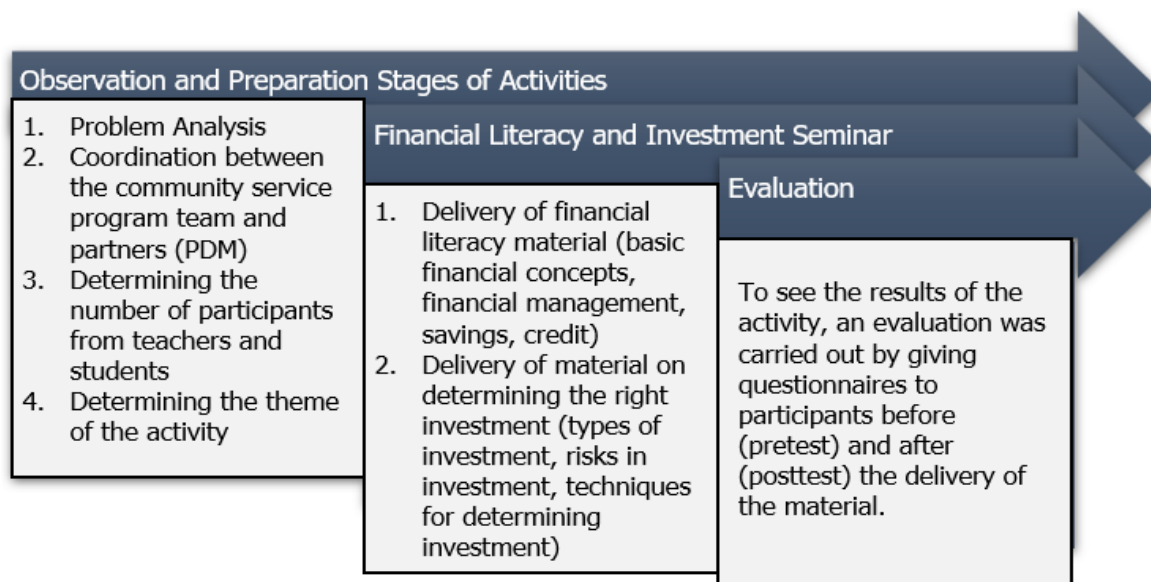 Observation and Preparation Stages of Activities
1. Problem Analysis
2. Coordination between
the community service
program team and
partners (PDM)
3. Determining the
number of participants
from teachers and
students
4. Determining the theme
of the activity
Financial Literacy and Investment Seminar
1. Delivery of financial
literacy material (basic
financial concepts,
financial management,
savings, credit)
2. Delivery of material on
determining the right
investment (types of
investment, risks in
investment, techniques
for determining
investment)
Evaluation
To see the results of the
activity, an evaluation was
carried out by giving
questionnaires to
participants before
(pretest) and after
(posttest) the delivery of
the material.